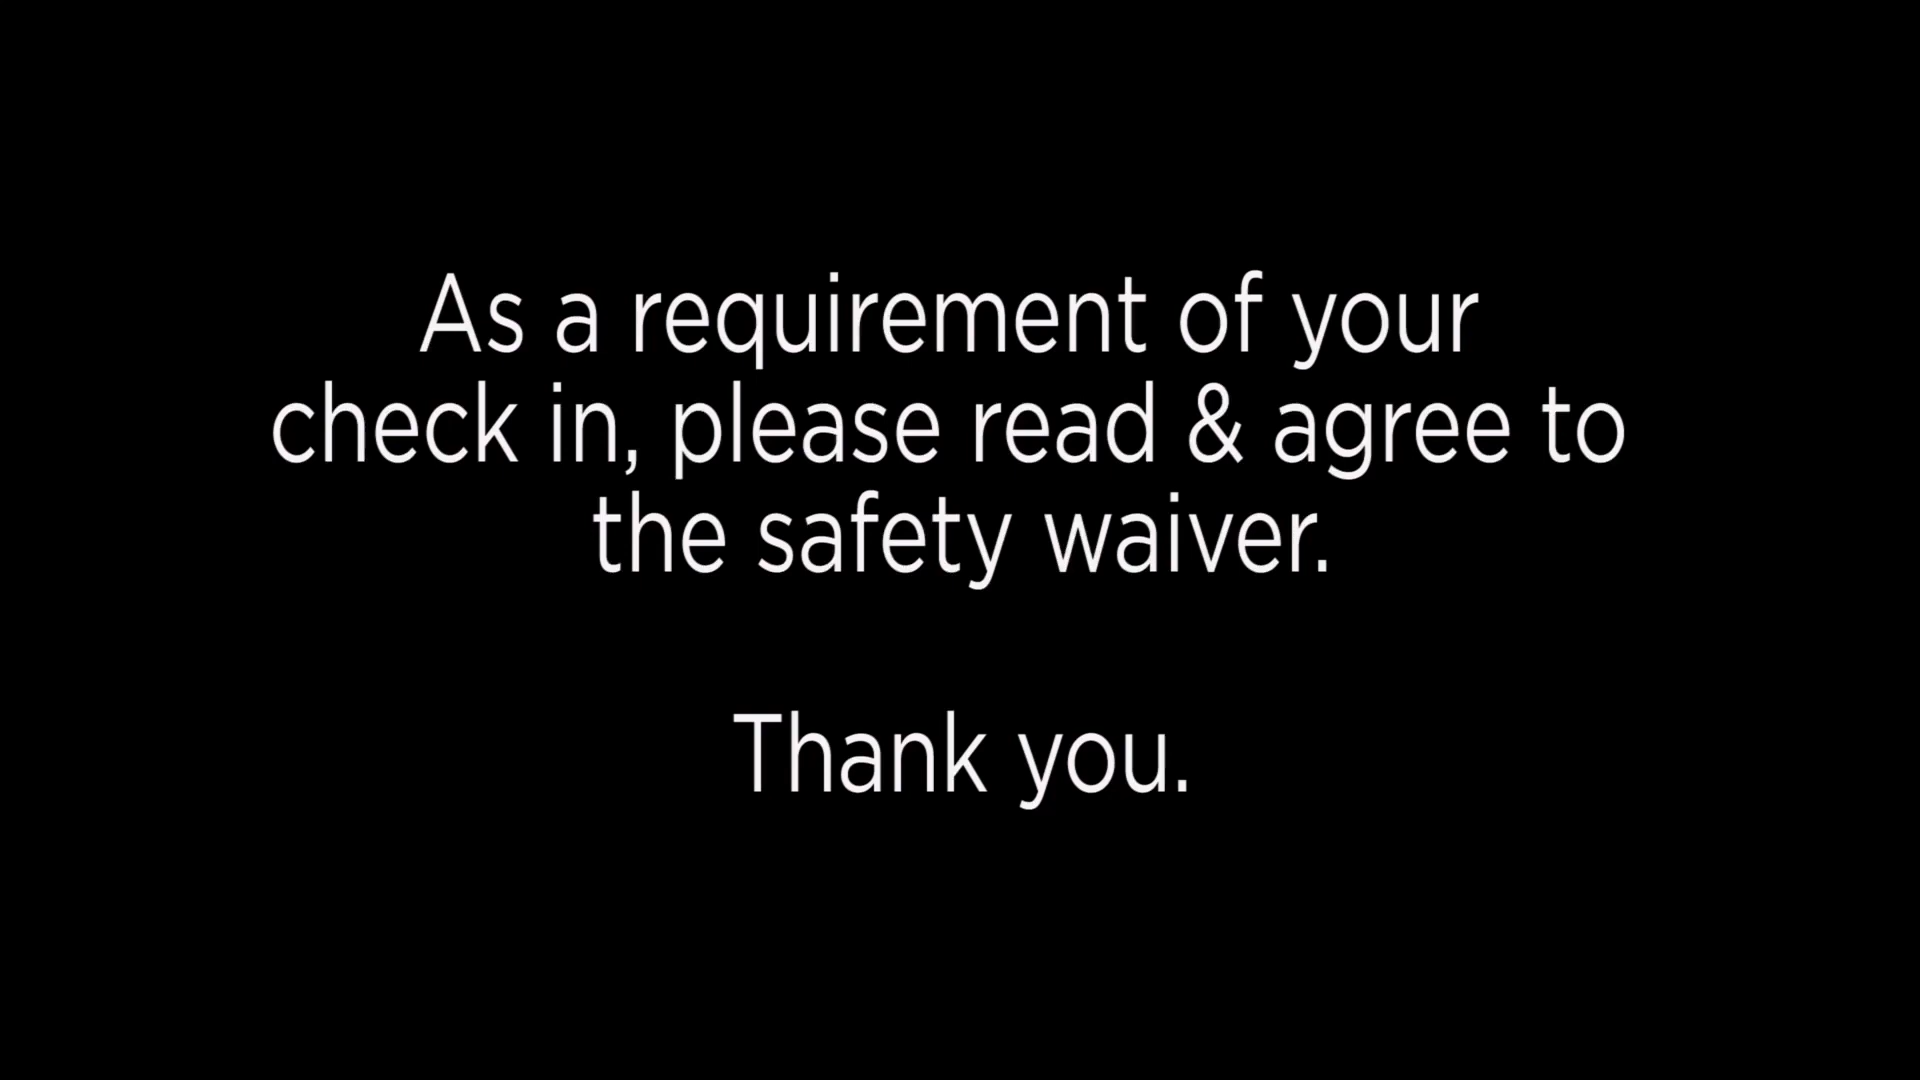 As a requirement of your
check in, please read & agree to
the safety waiver.
Thank you.